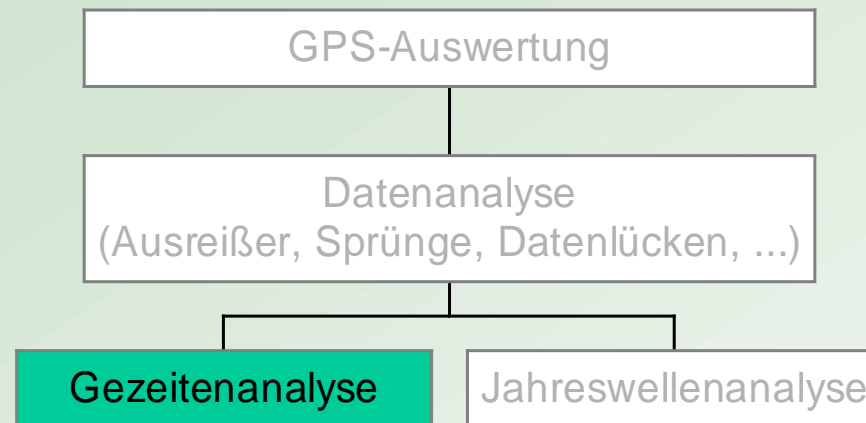 GPS-Auswertung
Datenanalyse
(Ausreißer, Sprünge, Datenlücken, ...)
Gezeitenanalyse
Jahreswellenanalyse